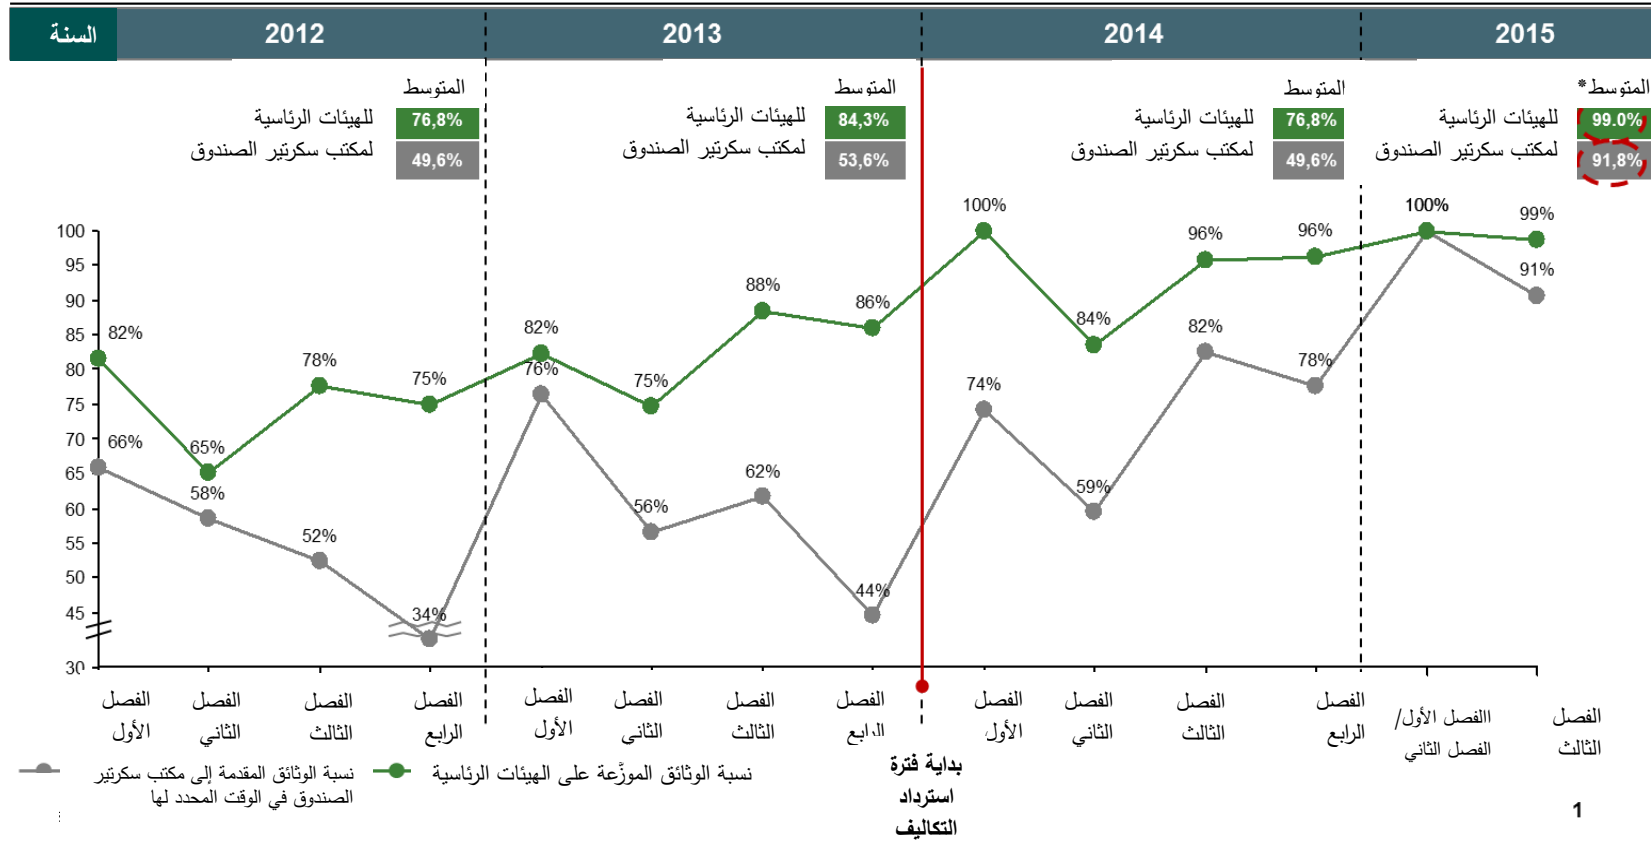 السنة
2012
2013
2014
2015
المتوسط
للهيئات الرئاسية 76,8%
لمكتب سكرتير الصندوق 49,6%
المتوسط
للهيئات الرئاسية 84,3%
لمكتب سكرتير الصندوق 53,6%
المتوسط
للهيئات الرئاسية 76,8%
لمكتب سكرتير الصندوق 49,6%
المتوسط*
للهيئات الرئاسية 99.0%
لمكتب سكرتير الصندوق 91,8%
100
95
90
85
80
75
70
65
60
55
50
45
30
82%
65%
78%
75%
82%
75%
88%
86%
100%
84%
96%
96%
100%
99%
66%
58%
52%
34%
76%
56%
62%
44%
74%
59%
82%
78%
91%
الفصل
الأول
الفصل
الثاني
الفصل
الثالث
الفصل
الرابع
الفصل
الأول
الفصل
الثاني
الفصل
الثالث
الفصل
الرابع
الفصل
الأول
الفصل
الثاني
الفصل
الثالث
الفصل
الرابع
االفصل الأول/
الفصل الثاني
الفصل
الثالث
بداية فترة
استرداد
التكاليف
نسبة الوثائق الموزَّعة على الهيئات الرئاسية
نسبة الوثائق المقدمة إلى مكتب سكرتير
الصندوق في الوقت المحدد لها
1